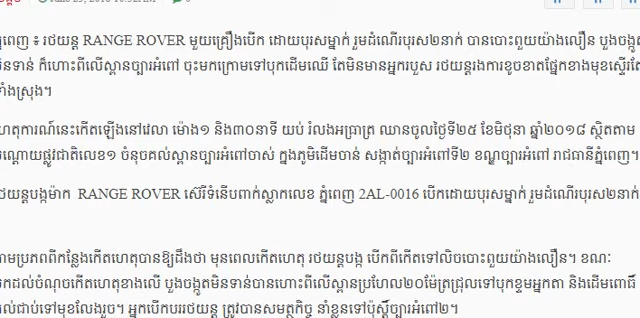 ភ្នំពេញ ៖ រថយន្ត RANGE ROVER មួយគ្រឿងបើក ដោយបុរសម្នាក់ រួមដំណើរបុរស២នាក់ បានបោះពួយយ៉ាងលឿន បូងចង្កូត
មិនទាន់ ក៏ហោះពីលើស្ពានច្បារអំពៅ ចុះមកក្រោមទៅបុកដើមឈើ តែមិនមានអ្នករបួស រថយន្តរងការខូចខាតផ្នែកខាងមុខស្ទើរតែ
ទាំងស្រុង។
ហេតុការណ៍នេះកើតឡើងនៅវេលា ម៉ោង១ និង៣០នាទី យប់ រំលងអធ្រាត្រ ឈានចូលថ្ងៃទី២៥ ខែមិថុនា ឆ្នាំ២០១៨ ស្ថិតតាម
បណ្តោយផ្លូវជាតិលេខ១ ចំនុចគល់ស្ពានច្បារអំពៅចាស់ ក្នុងភូមិដើមចាន់ សង្កាត់ច្បារអំពៅទី២ ខណ្ឌច្បារអំពៅ រាជធានីភ្នំពេញ។
រថយន្តបង្កម៉ាក RANGE ROVER ស៊េរីទំនើបពាក់ស្លាកលេខ ភ្នំពេញ 2AL-0016 បើកដោយបុរសម្នាក់ រួមដំណើរបុរស២នាក់
តាមប្រភពពីកន្លែងកើតហេតុបានឱ្យដឹងថា មុនពេលកើតហេតុ រថយន្តបង្ក បើកពីកើតទៅលិចបោះពួយយ៉ាងលឿន។ ខណៈ
មកដល់ចំណុចកើតហេតុខាងលើ បូងចង្កូតមិនទាន់បានហោះពីលើស្ពានប្រហែល២០ម៉ែត្រជ្រុលទៅបុកខ្ទមអ្នកតា និងដើមពោធិ៍
គល់ជាប់ទៅមុខលែងរួច។ អ្នកបើកបររថយន្ត ត្រូវបានសមត្ថកិច្ច នាំខ្លួនទៅប៉ុស្តិ៍ច្បារអំពៅ២។